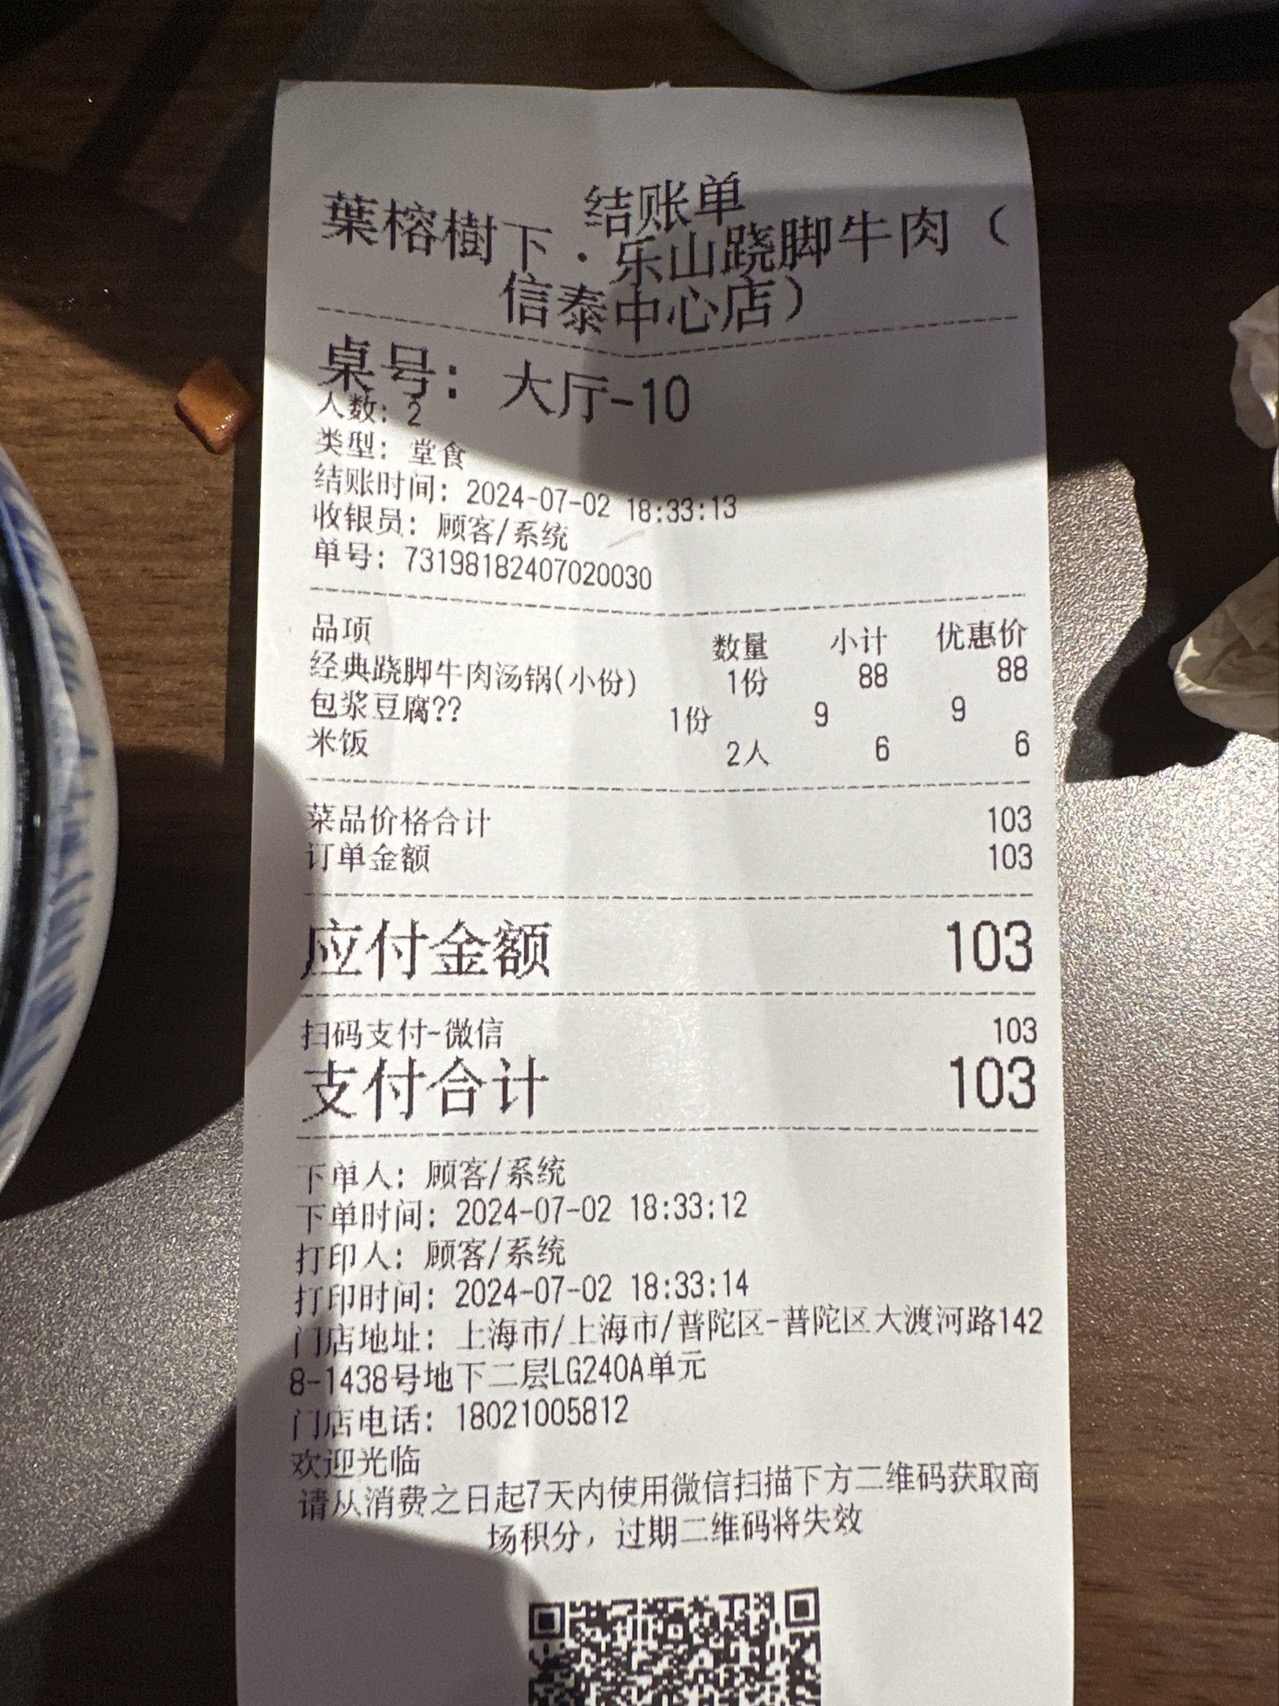 结账单
葉榕樹下·乐山跷脚牛肉（
信泰中心店）
桌号：大厅-10
人数：2
类型：堂食
结账时间：2024-07-02 18:33:13
收银员：顾客/系统
单号：73198182407020030
品项 数量 小计 优惠价
经典跷脚牛肉汤锅(小份) 1份 88 88
包浆豆腐?? 1份 9 9
米饭 2人 6 6
菜品价格合计 103
订单金额 103
应付金额 103
扫码支付-微信 103
支付合计 103
下单人：顾客/系统
下单时间：2024-07-02 18:33:12
打印人：顾客/系统
打印时间：2024-07-02 18:33:14
门店地址：上海市/上海市/普陀区-普陀区大渡河路142
8-1438号地下二层LG240A单元
门店电话：18021005812
欢迎光临
请从消费之日起7天内使用微信扫描下方二维码获取商
场积分，过期二维码将失效